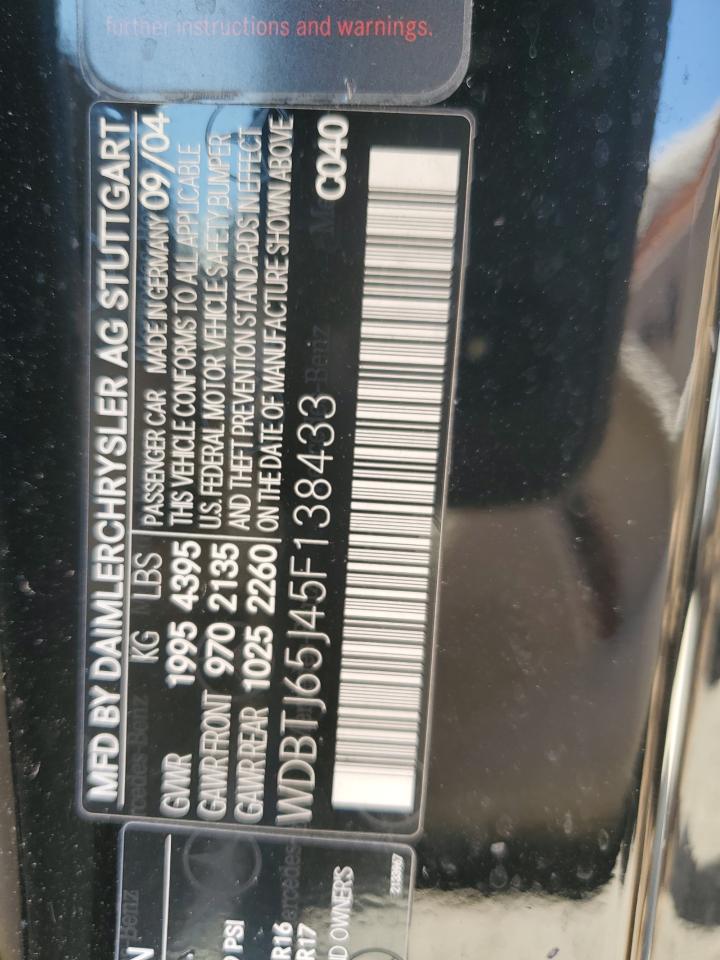 further instructions and warnings.
MFD BY DAIMLERCHRYSLER AG STUTTGART
KG LBS PASSENGER CAR MADE IN GERMANY 09/04
GVWR 1995 4395 THIS VEHICLE CONFORMS TO ALL APPLICABLE
GAWR FRONT 970 2135 U.S. FEDERAL MOTOR VEHICLE SAFETY, BUMPER
GAWR REAR 1025 2260 AND THEFT PREVENTION STANDARDS IN EFFECT
ON THE DATE OF MANUFACTURE SHOWN ABOVE
WDBTJ65J45F138433 C040
PSI
R16
R17
OWNERS